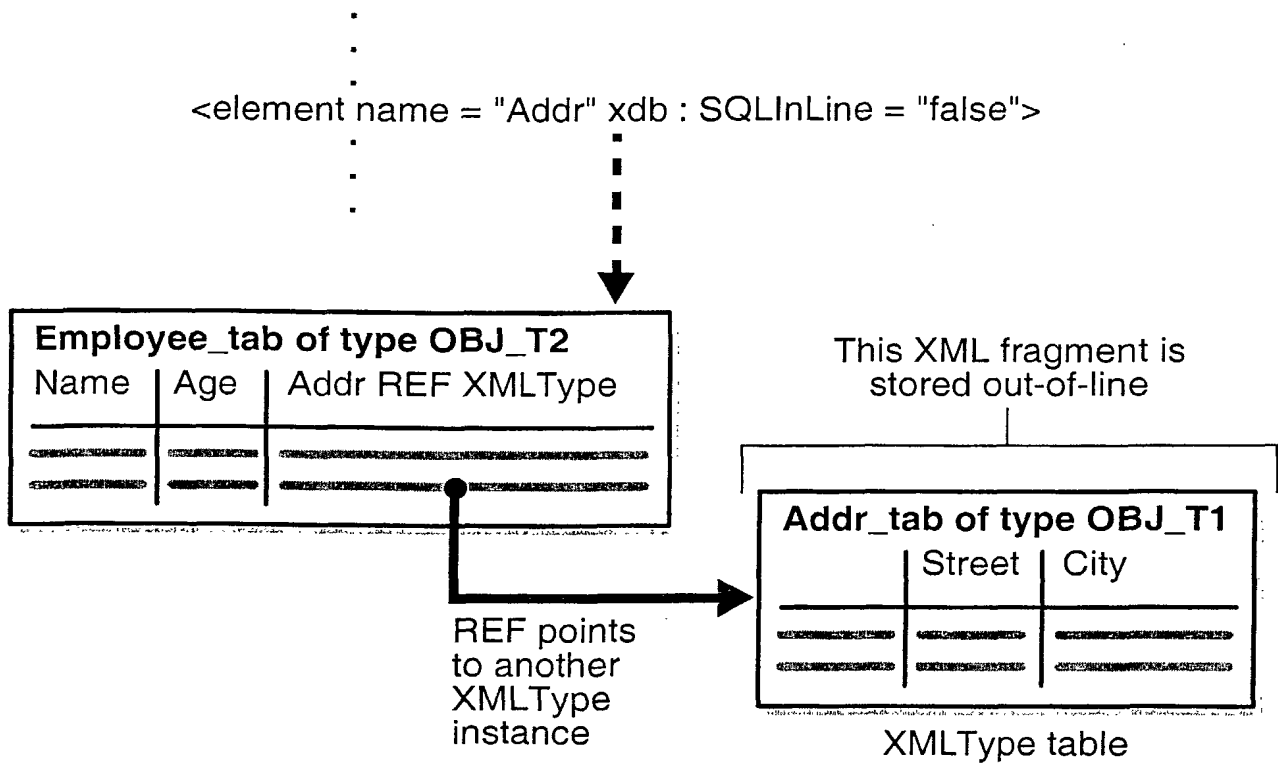 <element name = "Addr" xdb : SQLInLine = "false">
Employee_tab of type OBJ_T2
Name Age Addr REF XMLType
This XML fragment is
stored out-of-line
Addr_tab of type OBJ_T1
Street City
REF points
to another
XMLType
instance
XMLType table